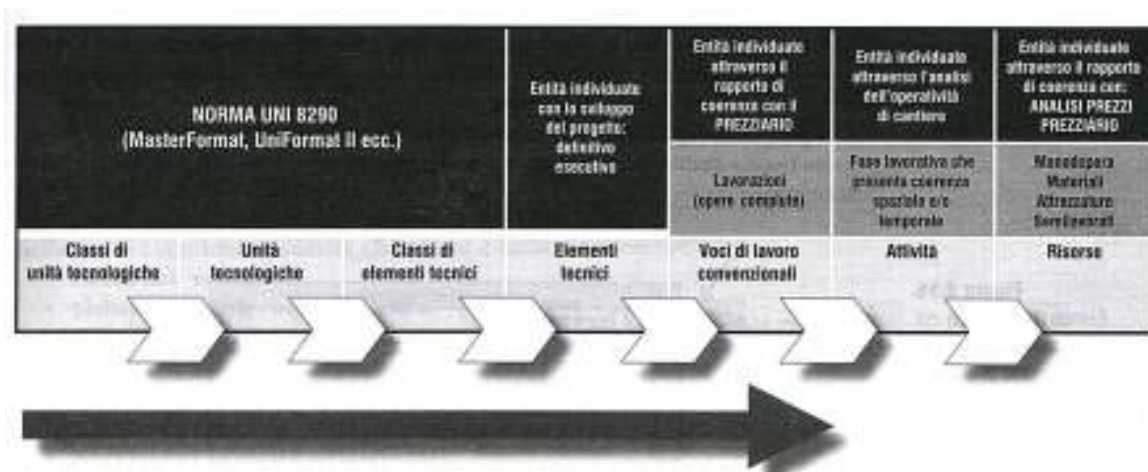 NORMA UNI 8290
(MasterFormat, UniFormat II ecc.)
Entità individuate
con lo sviluppo
del progetto:
definitivo
esecutivo
Entità individuate
attraverso il
rapporto di
coerenza con il
PREZZIARIO
Lavorazioni
(opere compiute)
Entità individuate
attraverso l'analisi
dell'operatività
di cantiere
Fase lavorativa che
presenta coerenza
spaziale e/o
temporale
Entità individuate
attraverso il rapporto
di coerenza con:
ANALISI PREZZI
PREZZIARIO
Manodopera
Materiali
Attrezzature
Semilavorati
Classi di
unità tecnologiche
Unità
tecnologiche
Classi di
elementi tecnici
Elementi
tecnici
Voci di lavoro
convenzionali
Attività
Risorse